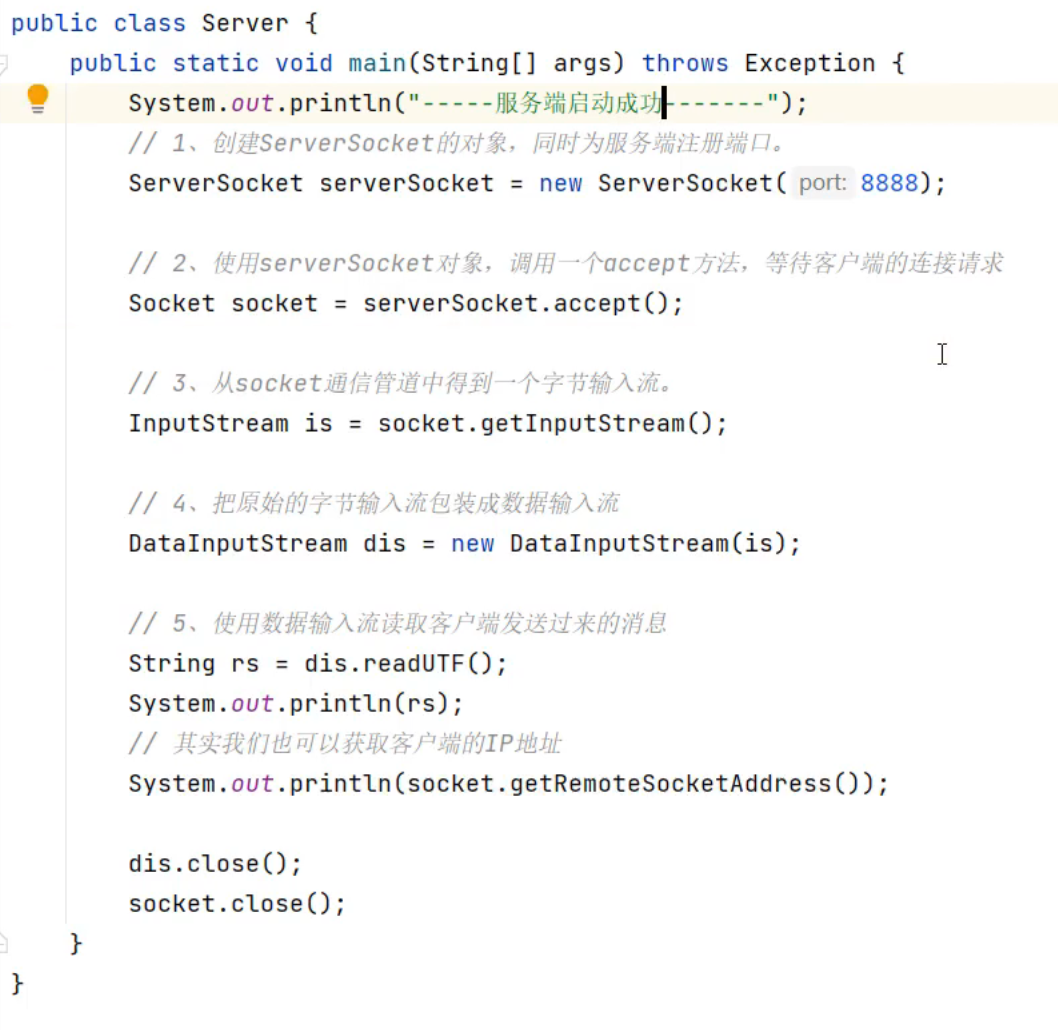 public class Server {
public static void main(String[] args) throws Exception {
System.out.println("-----服务端启动成功-------");
// 1、创建ServerSocket的对象，同时为服务端注册端口。
ServerSocket serverSocket = new ServerSocket( port: 8888);
// 2、使用serverSocket对象，调用一个accept方法，等待客户端的连接请求
Socket socket = serverSocket.accept();
// 3、从socket通信管道中得到一个字节输入流。
InputStream is = socket.getInputStream();
// 4、把原始的字节输入流包装成数据输入流
DataInputStream dis = new DataInputStream(is);
// 5、使用数据输入流读取客户端发送过来的消息
String rs = dis.readUTF();
System.out.println(rs);
// 其实我们也可以获取客户端的IP地址
System.out.println(socket.getRemoteSocketAddress());
dis.close();
socket.close();
}
}